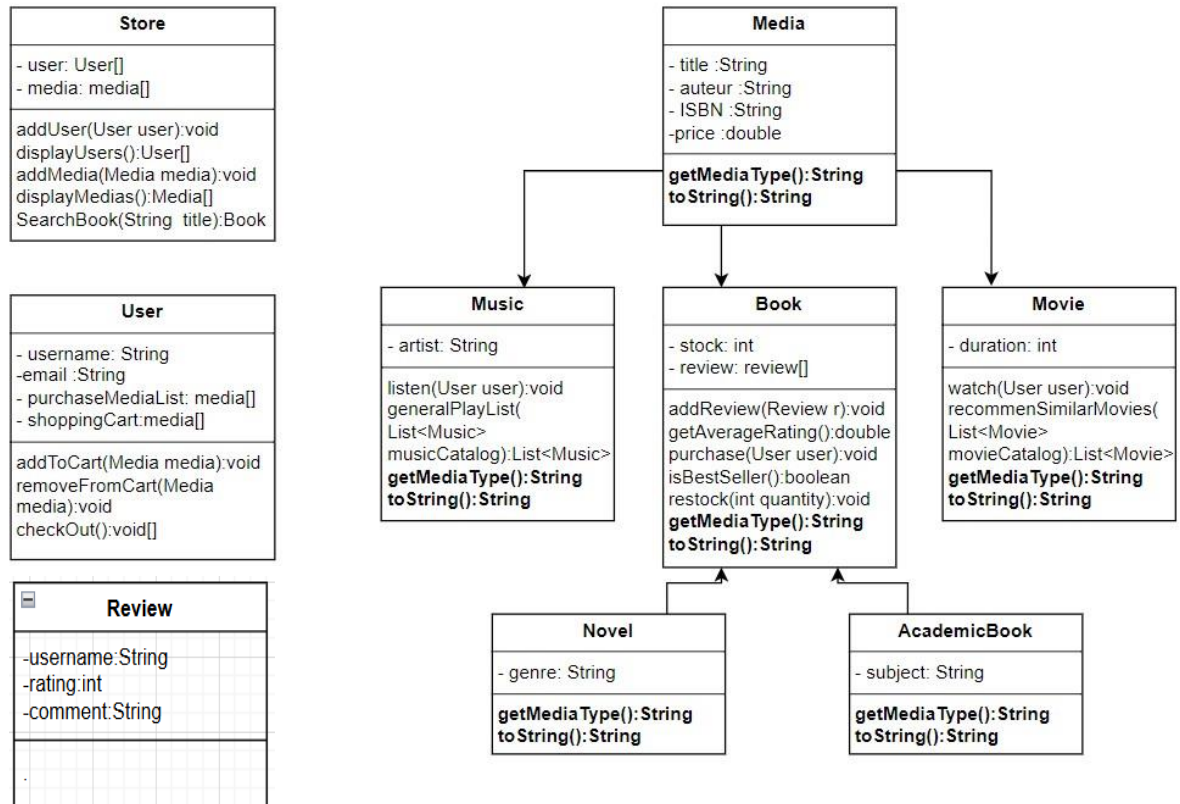 Store
- user: User[]
- media: media[]
addUser(User user):void
displayUsers():User[]
addMedia(Media media):void
displayMedias():Media[]
SearchBook(String title):Book
User
- username: String
-email :String
- purchaseMediaList: media[]
- shoppingCart:media[]
addToCart(Media media):void
removeFromCart(Media
media):void
checkOut():void[]
Review
-username:String
-rating:int
-comment:String
.
Media
- title :String
- auteur :String
- ISBN :String
-price :double
getMediaType():String
toString():String
Music
- artist: String
listen(User user):void
generalPlayList(
List<Music>
musicCatalog):List<Music>
getMediaType():String
toString():String
Book
- stock: int
- review: review[]
addReview(Review r):void
getAverageRating():double
purchase(User user):void
isBestSeller():boolean
restock(int quantity):void
getMediaType():String
toString():String
Movie
- duration: int
watch(User user):void
recommenSimilarMovies(
List<Movie>
movieCatalog):List<Movie>
getMediaType():String
toString():String
Novel
- genre: String
getMediaType():String
toString():String
AcademicBook
- subject: String
getMediaType():String
toString():String